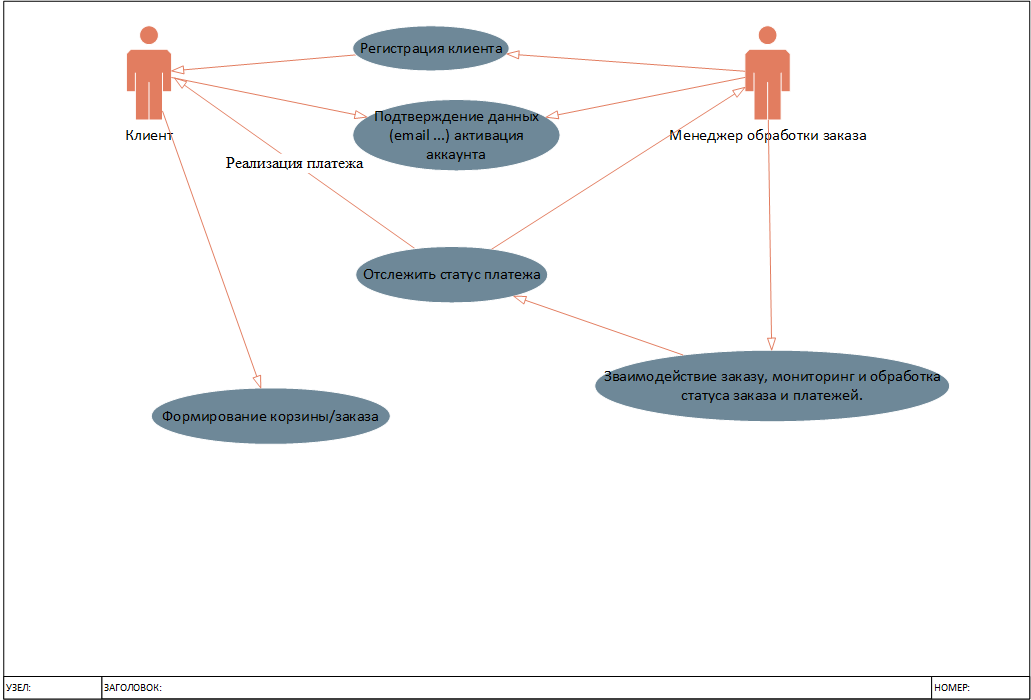 Регистрация клиента
Подтверждение данных
(email ...) активация
аккаунта
Клиент
Менеджер обработки заказа
Реализация платежа
Отслежить статус платежа
Зваимодействие заказу, мониторинг и обработка
статуса заказа и платежей.
Формирование корзины/заказа
УЗЕЛ:
ЗАГОЛОВОК:
НОМЕР: